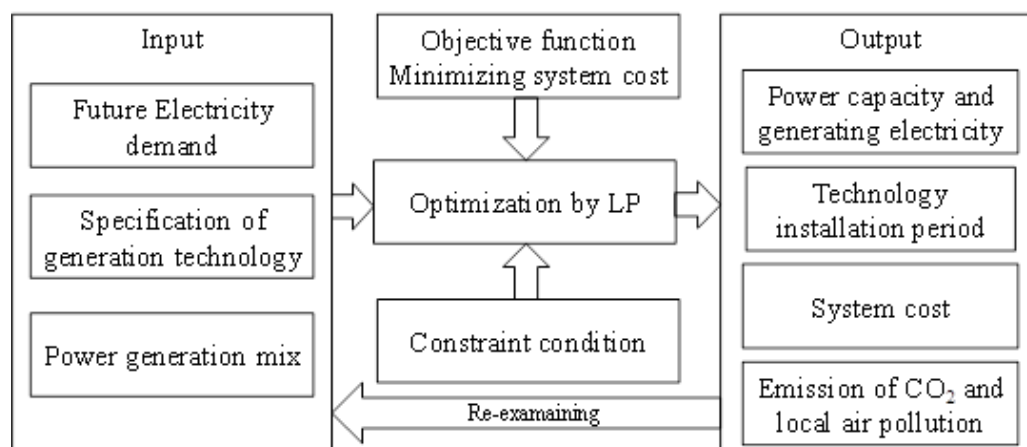 Input
Future Electricity
demand
Specification of
generation technology
Power generation mix
Objective function
Minimizing system cost
Optimization by LP
Constraint condition
Re-examaining
Output
Power capacity and
generating electricity
Technology
installation period
System cost
Emission of CO₂ and
local air pollution